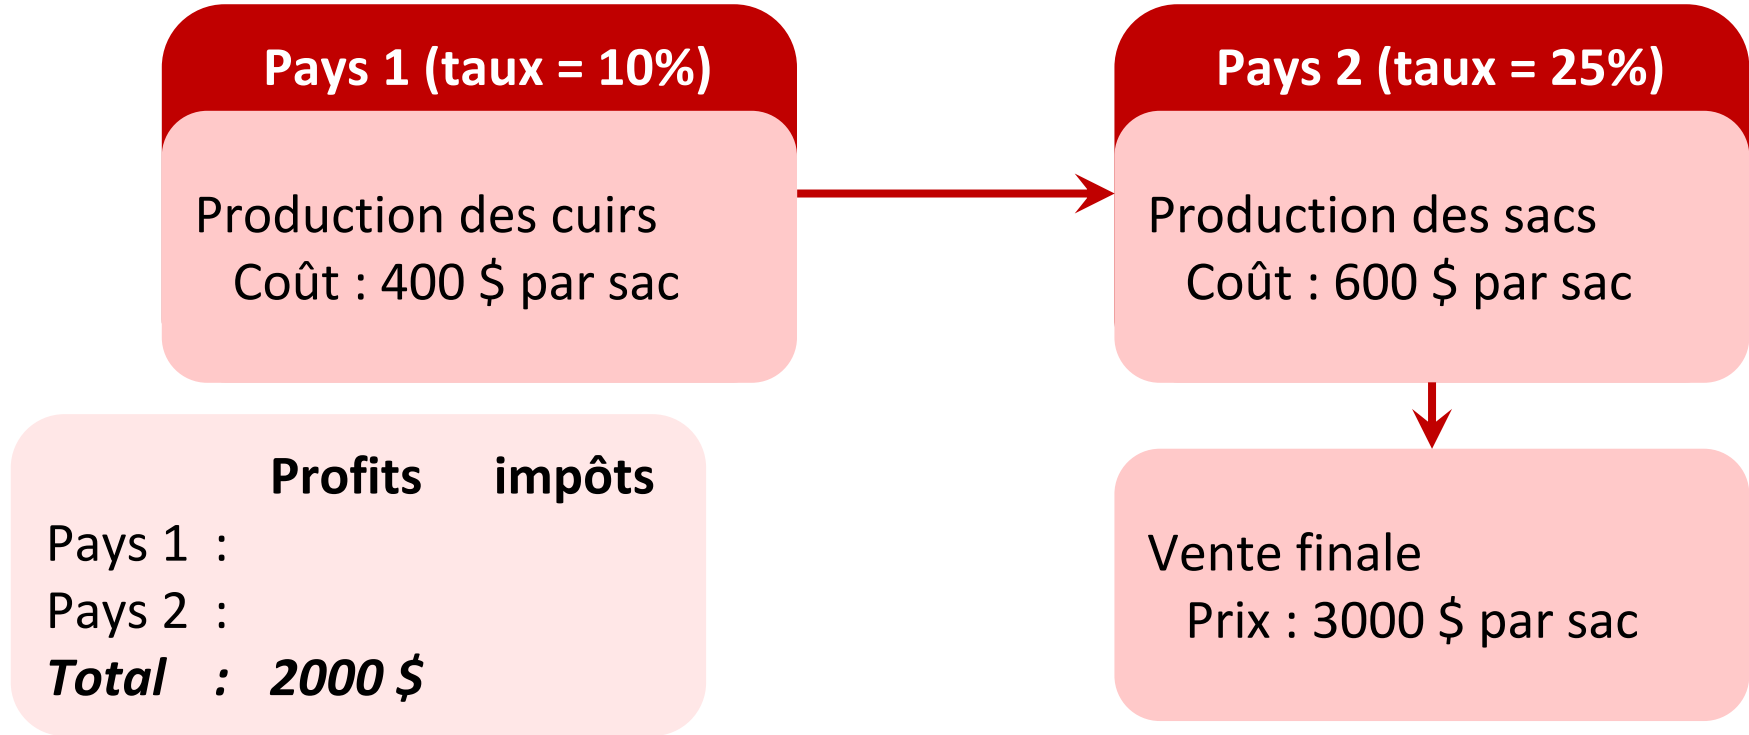 Pays 1 (taux = 10%)
Production des cuirs
Coût : 400 $ par sac
Pays 2 (taux = 25%)
Production des sacs
Coût : 600 $ par sac
Vente finale
Prix : 3000 $ par sac
Profits impôts
Pays 1 :
Pays 2 :
Total : 2000 $